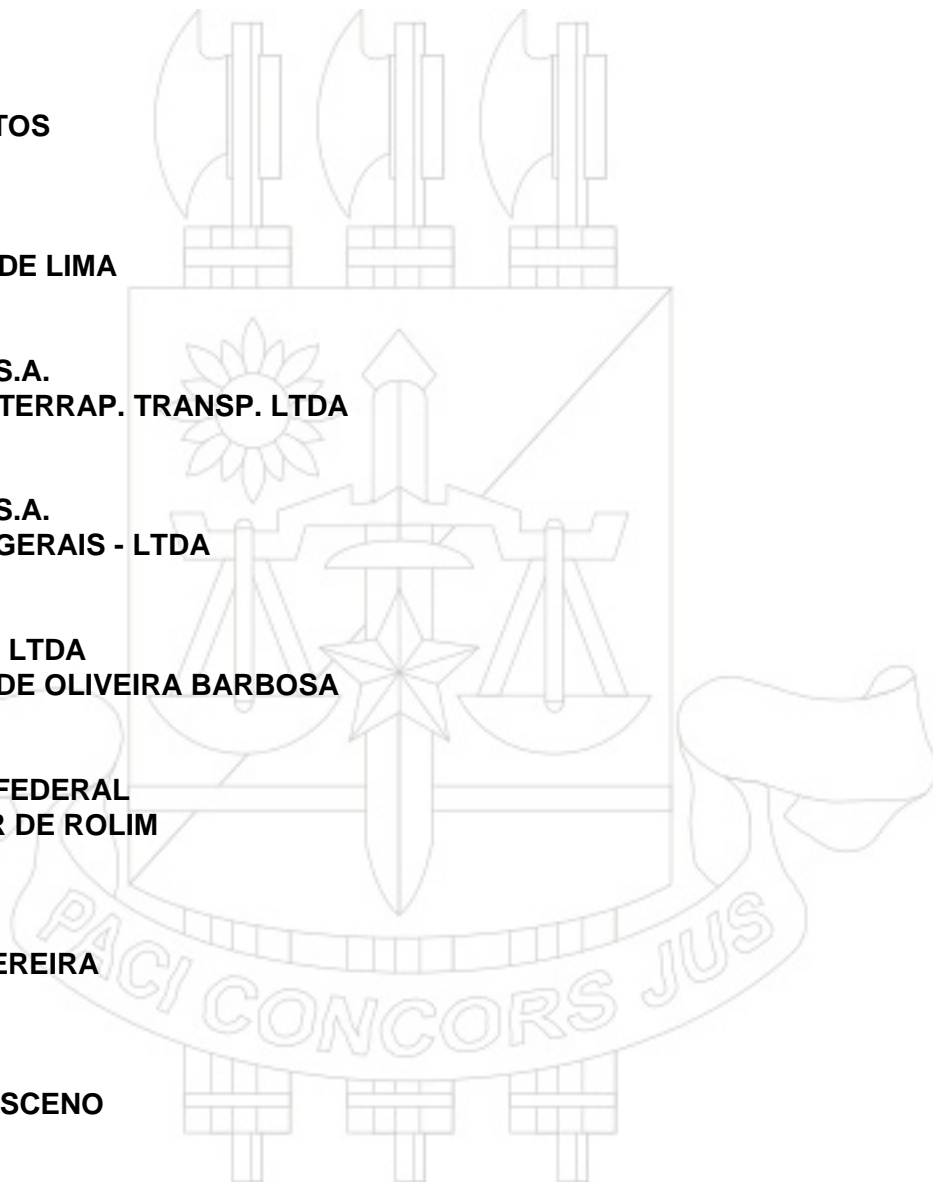 TOS
DE LIMA
S.A.
TERRAP. TRANSP. LTDA
S.A.
GERAIS - LTDA
LTDA
DE OLIVEIRA BARBOSA
FEDERAL
R DE ROLIM
EREIRA
PACI CONCORS JUS
SCENO